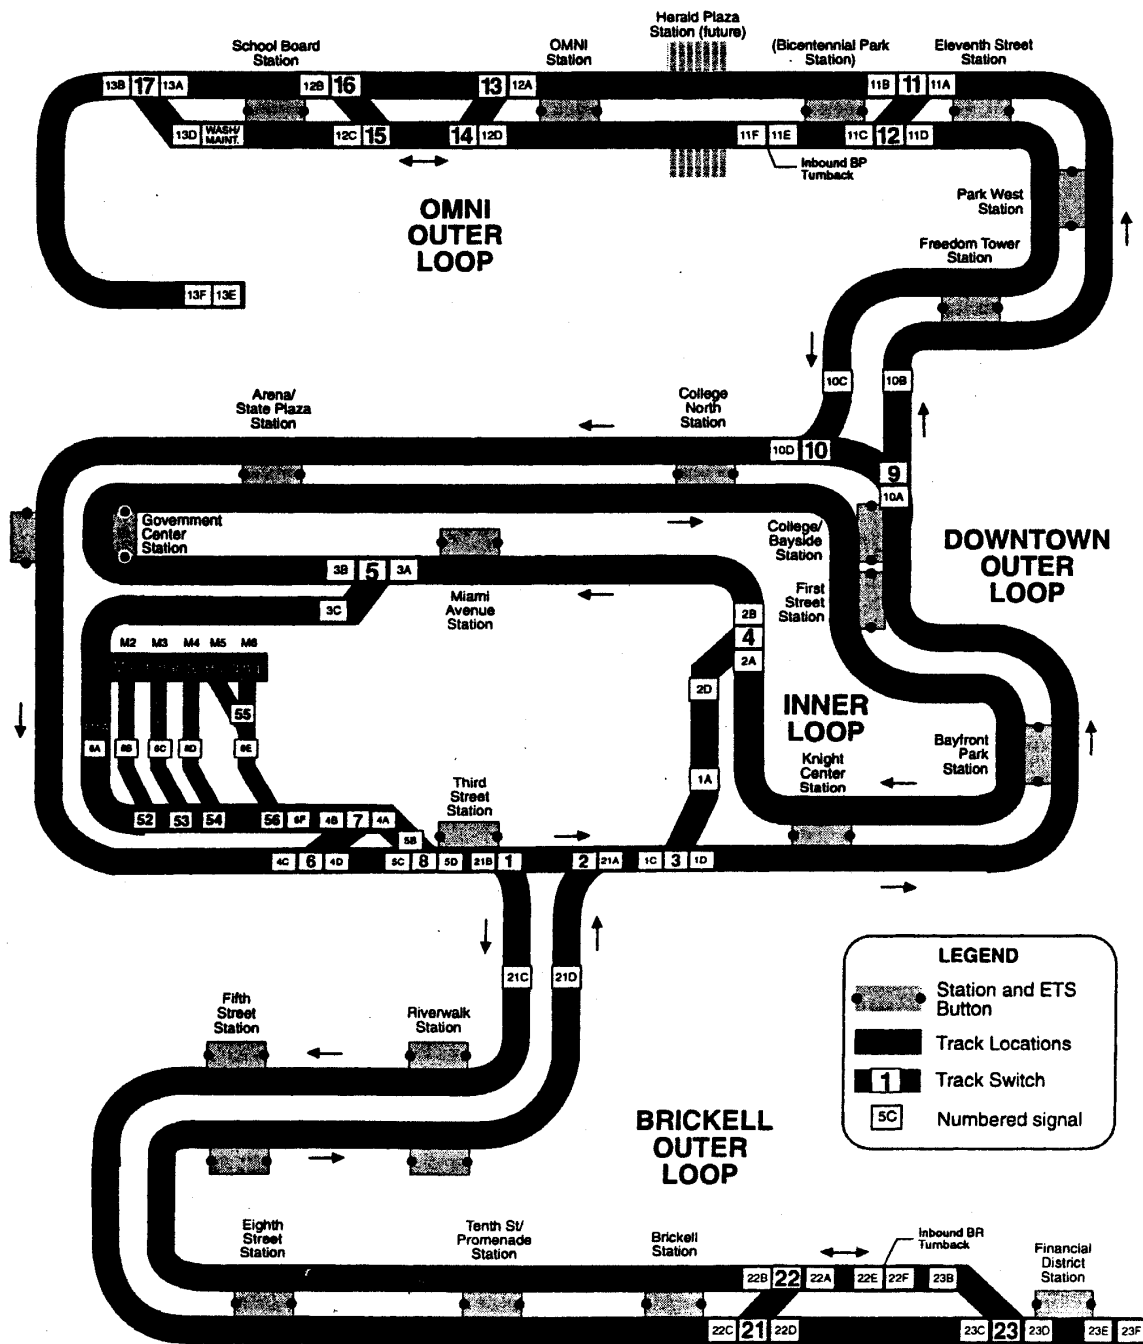 School Board
Station
OMNI
Station
Herald Plaza
Station (future)
(Bicentennial Park
Station)
Eleventh Street
Station
13B 17 13A
12B 16
13 12A
11B 11 11A
13D WASH/
MAINT.
12C 15
14 12D
11F 11E
11C 12 11D
Inbound BP
Turnback
OMNI
OUTER
LOOP
Park West
Station
Freedom Tower
Station
13F 13E
10C
10B
Arena/
State Plaza
Station
College
North
Station
10D 10
9
10A
Government
Center
Station
College/
Bayside
Station
DOWNTOWN
OUTER
LOOP
3B 5 3A
Miami
Avenue
Station
First
Street
Station
3C
2B
4
2A
M2 M3 M4 M5 M6
2D
INNER
LOOP
55
6A 6B 6C 6D 6E
Bayfront
Park
Station
Knight
Center
Station
1A
Third
Street
Station
52 53 54 56 6F 4B 7 4A
5B
4C 6 4D
5C 8 5D 21B 1
2 21A 1C 3 1D
21C 21D
LEGEND
Station and ETS
Button
Track Locations
1 Track Switch
5C Numbered signal
Fifth
Street
Station
Riverwalk
Station
BRICKELL
OUTER
LOOP
Eighth
Street
Station
Tenth St/
Promenade
Station
Brickell
Station
Inbound BR
Turnback
Financial
District
Station
22B 22 22A 22E 22F 23B
22C 21 22D
23C 23 23D 23E 23F